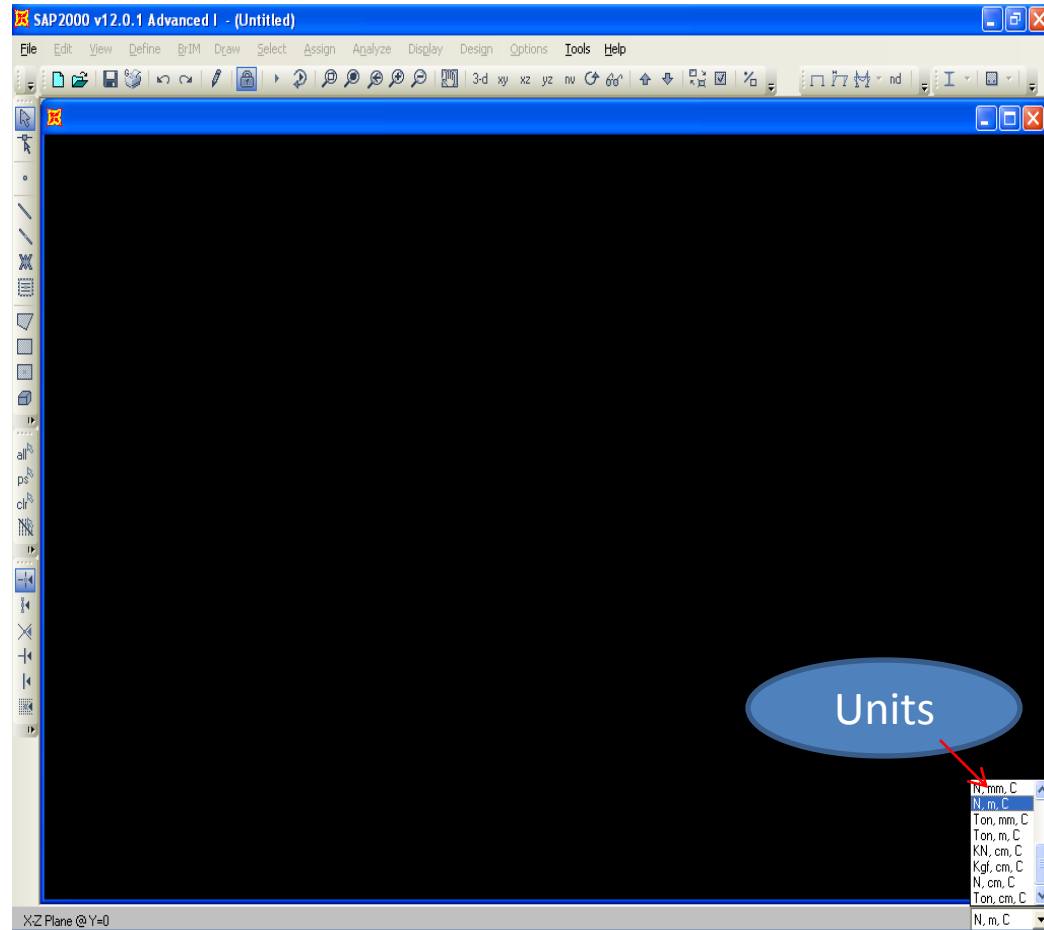 SAP2000 v12.0.1 Advanced I - (Untitled)
File Edit View Define BrIM Draw Select Assign Analyze Display Design Options Tools Help
3-d xy xz yz nv nd
all
ps
clr
Units
N, mm, C
N, m, C
Ton, mm, C
Ton, m, C
KN, cm, C
Kgf, cm, C
N, cm, C
Ton, cm, C
X-Z Plane @ Y=0 N, m, C